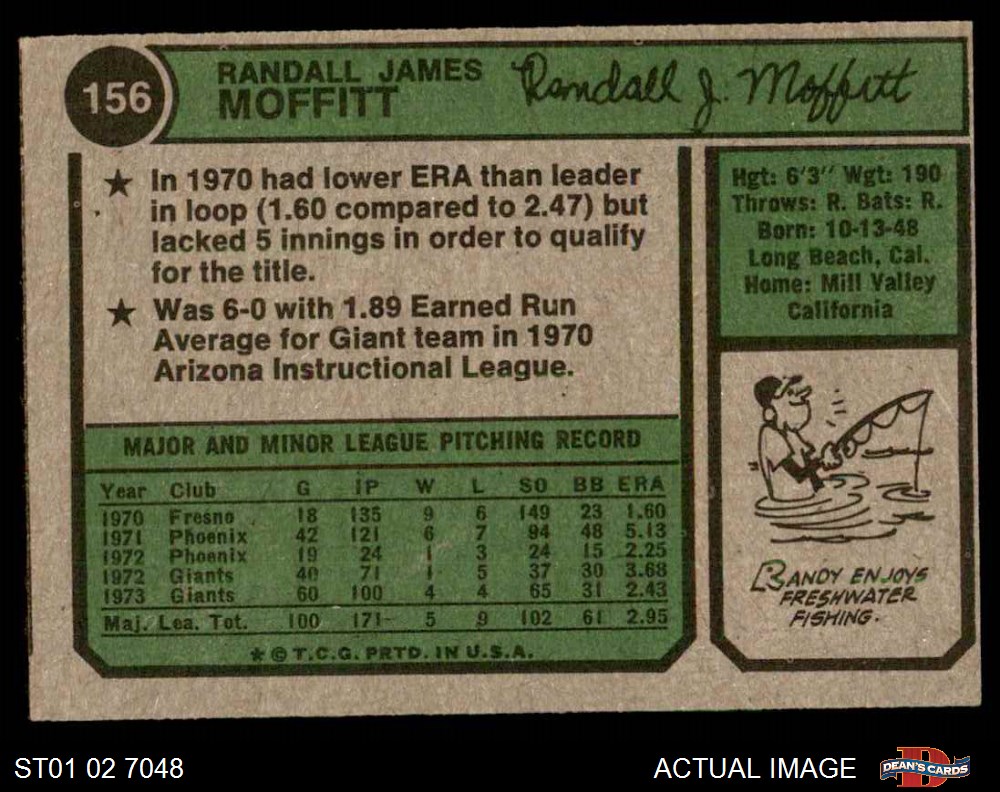 156
RANDALL JAMES
MOFFITT
Randall J. Moffitt
★ In 1970 had lower ERA than leader
in loop (1.60 compared to 2.47) but
lacked 5 innings in order to qualify
for the title.
★ Was 6-0 with 1.89 Earned Run
Average for Giant team in 1970
Arizona Instructional League.
Hgt: 6'3" Wgt: 190
Throws: R. Bats: R.
Born: 10-13-48
Long Beach, Cal.
Home: Mill Valley
California
MAJOR AND MINOR LEAGUE PITCHING RECORD
Year Club G IP W L SO BB ERA
1970 Fresno 18 135 9 6 149 23 1.60
1971 Phoenix 42 121 6 7 94 48 5.13
1972 Phoenix 19 24 1 3 24 15 2.25
1972 Giants 40 71 1 5 37 30 3.68
1973 Giants 60 100 4 4 65 31 2.43
Maj. Lea. Tot. 100 171 5 9 102 61 2.95
★ © T.C.G. PRTD. IN U.S.A.
RANDY ENJOYS
FRESHWATER
FISHING.
ST01 02 7048
ACTUAL IMAGE
D
DEAN'S CARDS